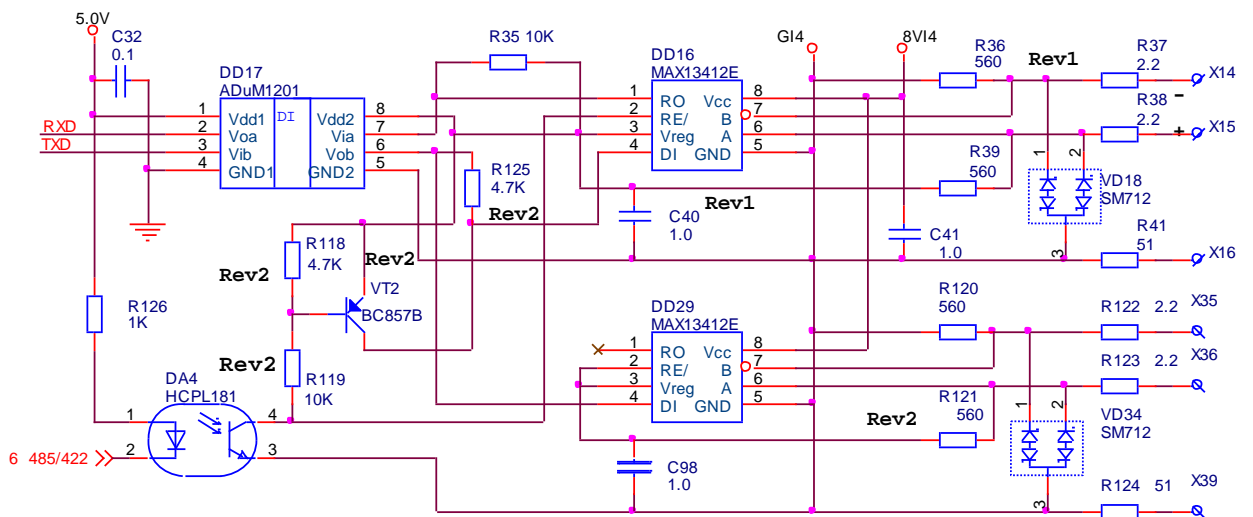 5.0V
C32
0.1
DD17
ADuM1201
DI
1 Vdd1 Vdd2 8
RXD 2 Voa Via 7
TXD 3 Vib Vob 6
4 GND1 GND2 5
R35 10K
R125
4.7K
Rev2
DD16
MAX13412E
1 RO Vcc 8
2 RE/ B 7
3 Vreg A 6
4 DI GND 5
GI4
8VI4
R36
560
Rev1
R37
2.2
X14
-
R38
2.2
+ X15
R39
560
1 2
VD18
SM712
3
Rev1
C40
1.0
C41
1.0
R41
51
X16
R118
4.7K
Rev2
Rev2
VT2
BC857B
R126
1K
Rev2
R119
10K
DA4
HCPL181
1 4
2 3
6 485/422
DD29
MAX13412E
1 RO Vcc 8
2 RE/ B 7
3 Vreg A 6
4 DI GND 5
R120
560
R122 2.2 X35
R123 2.2 X36
R121
560
Rev2
1 2
VD34
SM712
3
C98
1.0
R124 51 X39